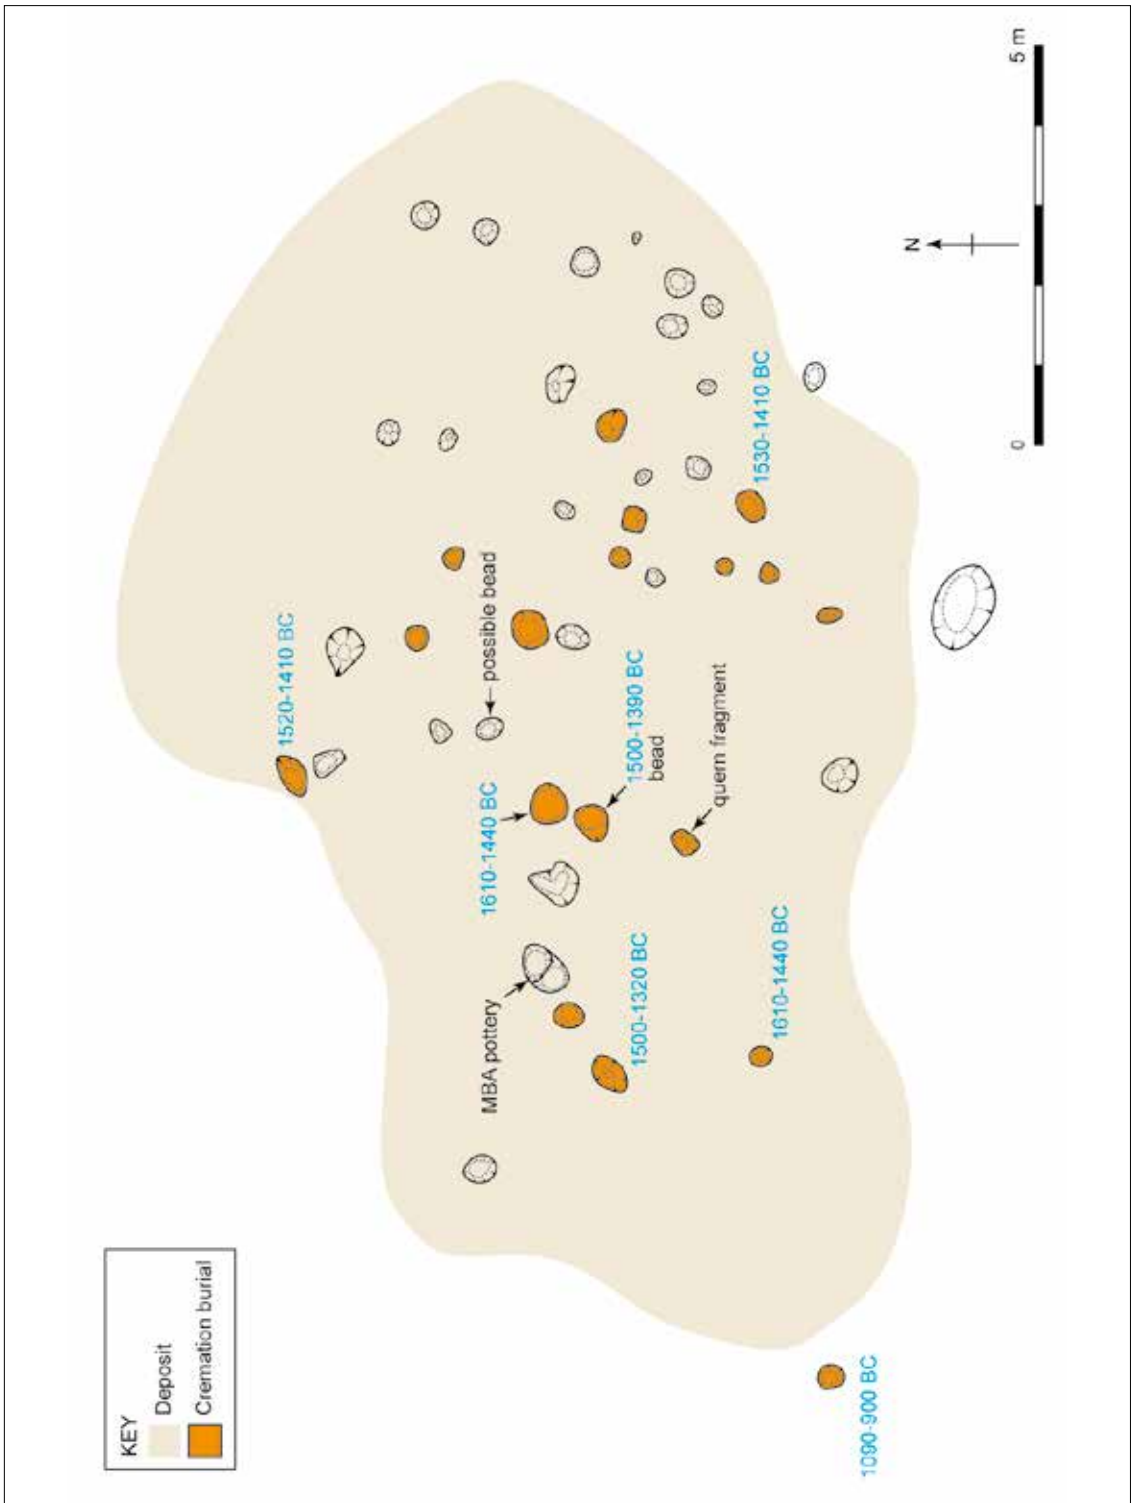 KEY
Deposit
Cremation burial
1520-1410 BC
possible bead
1610-1440 BC
1500-1390 BC
bead
quern fragment
MBA pottery
1500-1320 BC
1610-1440 BC
1530-1410 BC
1090-900 BC
N
0
5 m